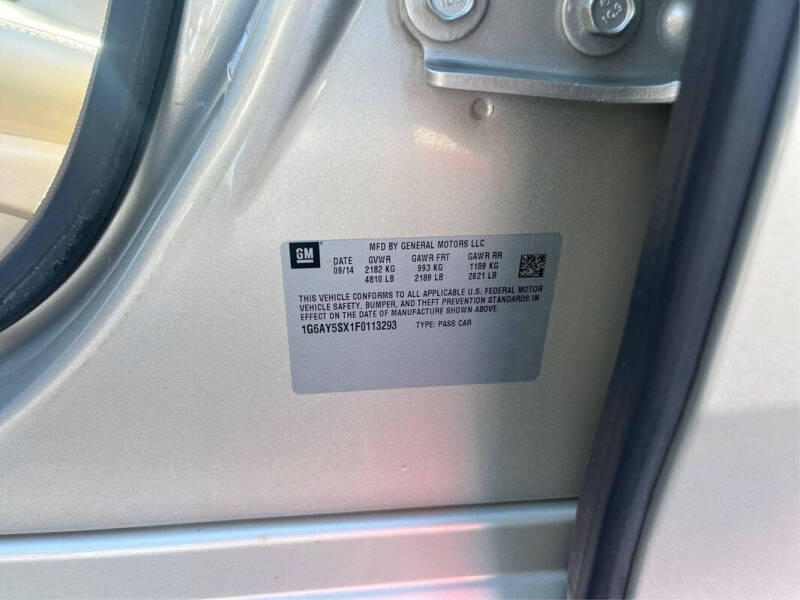 GM
MFD BY GENERAL MOTORS LLC
DATE GVWR GAWR FRT GAWR RR
09/14 2182 KG 993 KG 1189 KG
4810 LB 2189 LB 2621 LB
THIS VEHICLE CONFORMS TO ALL APPLICABLE U.S. FEDERAL MOTOR
VEHICLE SAFETY, BUMPER, AND THEFT PREVENTION STANDARDS IN
EFFECT ON THE DATE OF MANUFACTURE SHOWN ABOVE.
1G6AY5SX1F0113293 TYPE: PASS CAR